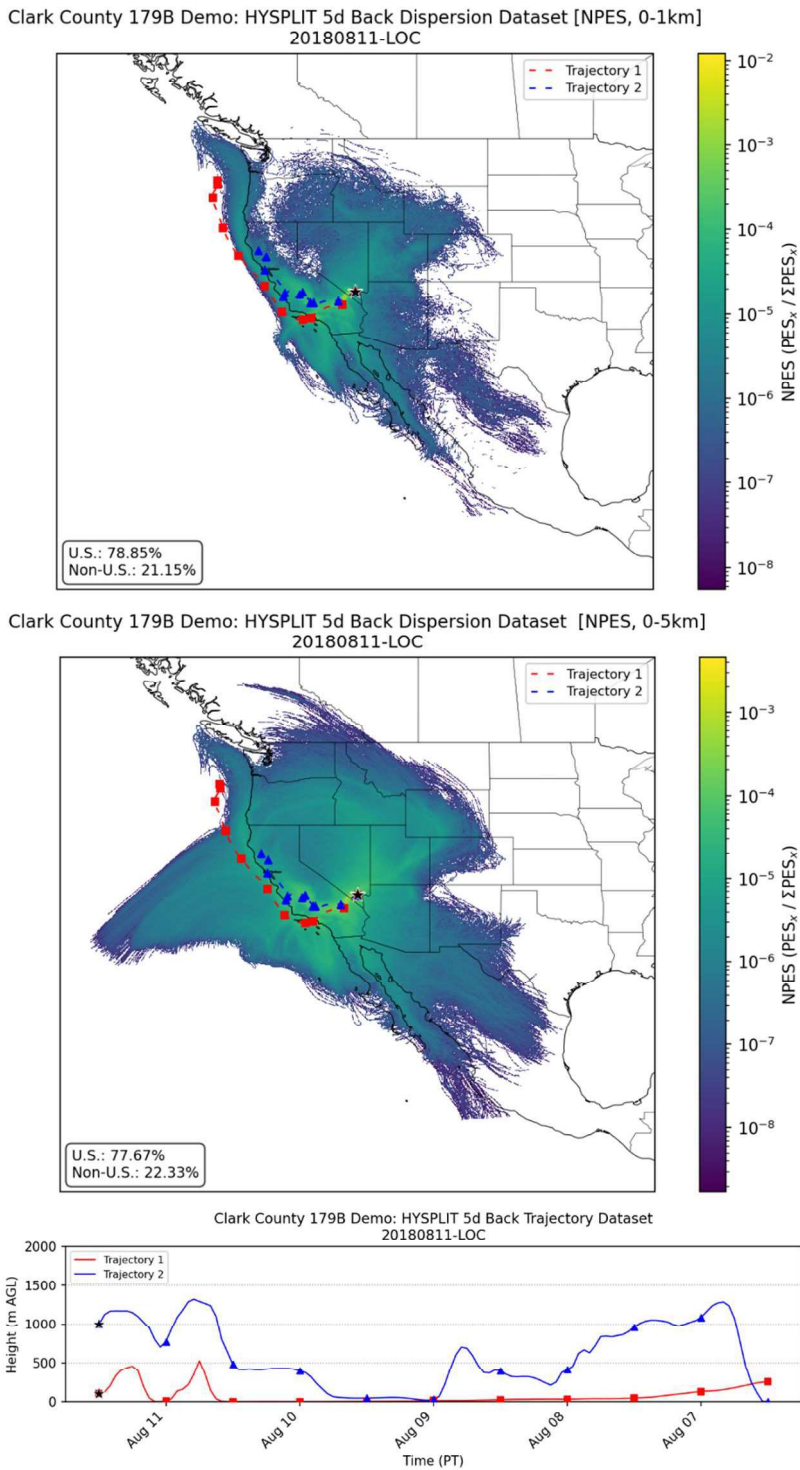 Clark County 179B Demo: HYSPLIT 5d Back Dispersion Dataset [NPES, 0-1km]
20180811-LOC
Trajectory 1
Trajectory 2
10⁻²
10⁻³
10⁻⁴
10⁻⁵
10⁻⁶
10⁻⁷
10⁻⁸
NPES (PESₓ / ΣPESₓ)
U.S.: 78.85%
Non-U.S.: 21.15%
Clark County 179B Demo: HYSPLIT 5d Back Dispersion Dataset [NPES, 0-5km]
20180811-LOC
Trajectory 1
Trajectory 2
10⁻³
10⁻⁴
10⁻⁵
10⁻⁶
10⁻⁷
10⁻⁸
NPES (PESₓ / ΣPESₓ)
U.S.: 77.67%
Non-U.S.: 22.33%
Clark County 179B Demo: HYSPLIT 5d Back Trajectory Dataset
20180811-LOC
Trajectory 1
Trajectory 2
2000
1500
1000
500
0
Height (m AGL)
Aug 11
Aug 10
Aug 09
Aug 08
Aug 07
Time (PT)